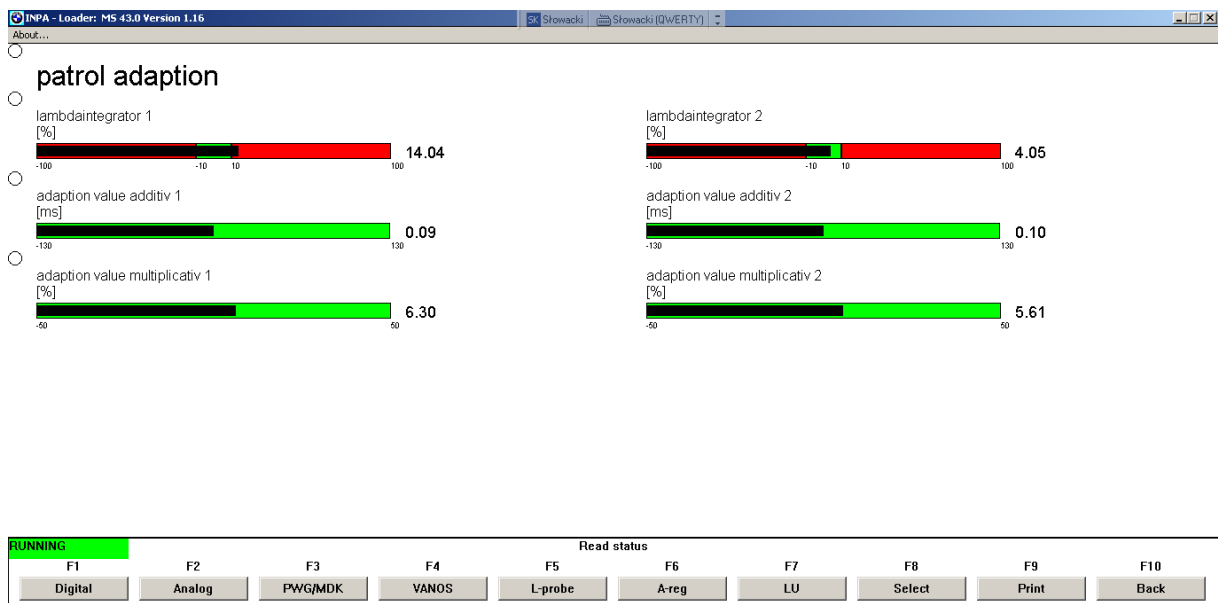 INPA - Loader: MS 43.0 Version 1.16
SK Słowacki Słowacki (QWERTY)
About...
patrol adaption
lambdaintegrator 1
[%]
14.04
-100 -10 10 100
lambdaintegrator 2
[%]
4.05
-100 -10 10 100
adaption value additiv 1
[ms]
0.09
-130 130
adaption value additiv 2
[ms]
0.10
-130 130
adaption value multiplicativ 1
[%]
6.30
-50 50
adaption value multiplicativ 2
[%]
5.61
-50 50
RUNNING Read status
F1 F2 F3 F4 F5 F6 F7 F8 F9 F10
Digital Analog PWG/MDK VANOS L-probe A-reg LU Select Print Back